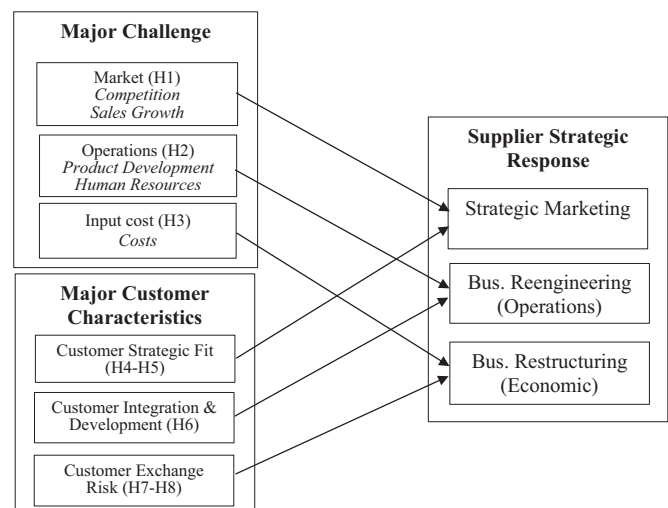 Major Challenge
Market (H1)
Competition
Sales Growth
Operations (H2)
Product Development
Human Resources
Input cost (H3)
Costs
Major Customer
Characteristics
Customer Strategic Fit
(H4-H5)
Customer Integration &
Development (H6)
Customer Exchange
Risk (H7-H8)
Supplier Strategic
Response
Strategic Marketing
Bus. Reengineering
(Operations)
Bus. Restructuring
(Economic)